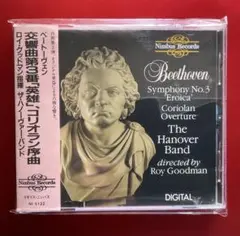 Nimbus Records
Beethoven
Symphony No.3
'Eroica'
Coriolan
Overture
The
Hanover
Band
directed by
Roy Goodman
DIGITAL
ベートーヴェン
交響曲第3番「英雄」、コリオラン序曲
ロイ・グッドマン指揮 ザ・ハノーヴァー・バンド
Nimbus Records
NI 5122